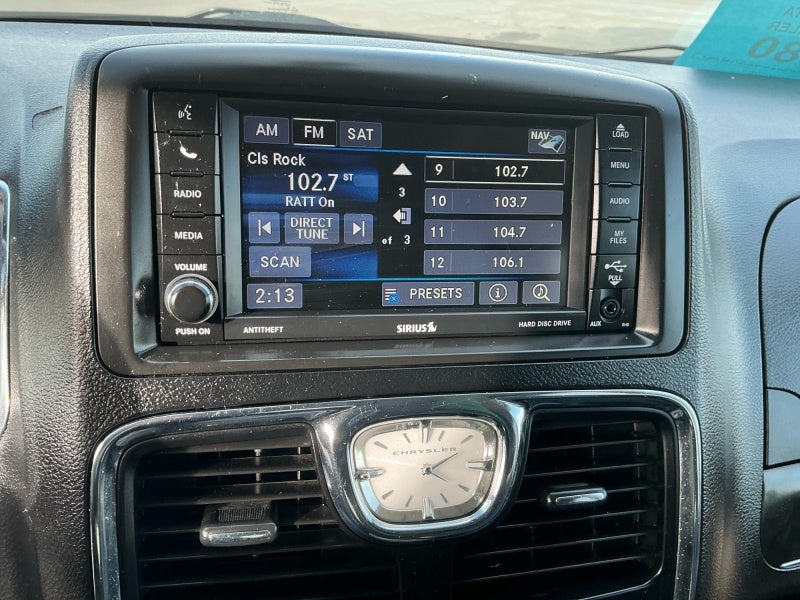 080
LOAD
AM FM SAT NAV
MENU
Cls Rock
102.7 ST
RATT On
RADIO
DIRECT
TUNE
3
of 3
9 102.7
10 103.7
11 104.7
12 106.1
AUDIO
MEDIA
MY
FILES
SCAN
VOLUME
PULL
2:13 PRESETS
PUSH ON
ANTITHEFT SIRIUS HARD DISC DRIVE
AUX
CHRYSLER